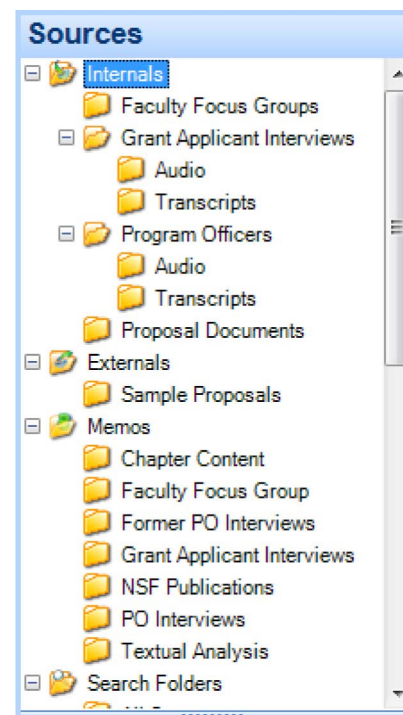 Sources
Internals
Faculty Focus Groups
Grant Applicant Interviews
Audio
Transcripts
Program Officers
Audio
Transcripts
Proposal Documents
Externals
Sample Proposals
Memos
Chapter Content
Faculty Focus Group
Former PO Interviews
Grant Applicant Interviews
NSF Publications
PO Interviews
Textual Analysis
Search Folders